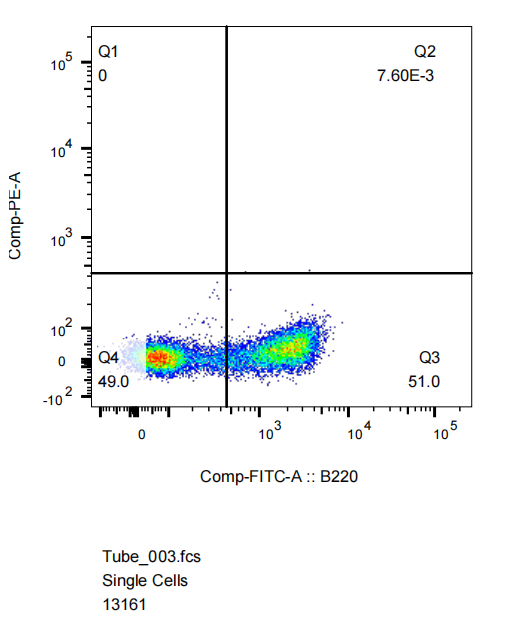 Q1
0
Q2
7.60E-3
10^5
10^4
10^3
10^2
0
-10^2
Comp-PE-A
Q4
49.0
Q3
51.0
0
10^3
10^4
10^5
Comp-FITC-A :: B220
Tube_003.fcs
Single Cells
13161